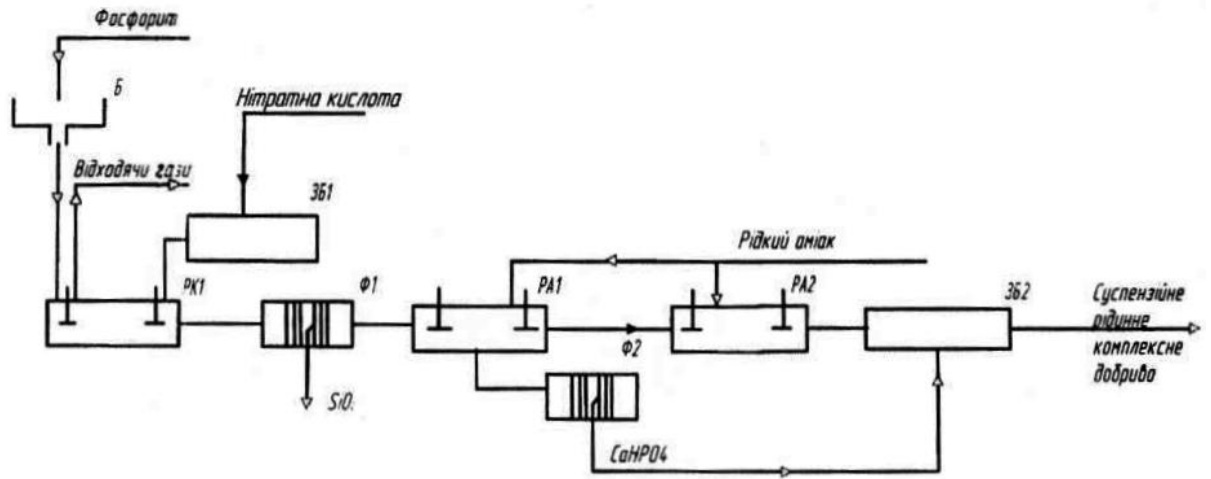 Фосфорит
Б
Нітратна кислота
Відходячи гази
ЗБ1
РК1
Ф1
Рідкий аміак
РА1
РА2
ЗБ2
Суспензійне
рідинне
комплексне
добриво
Ф2
SiO2
CaHPO4